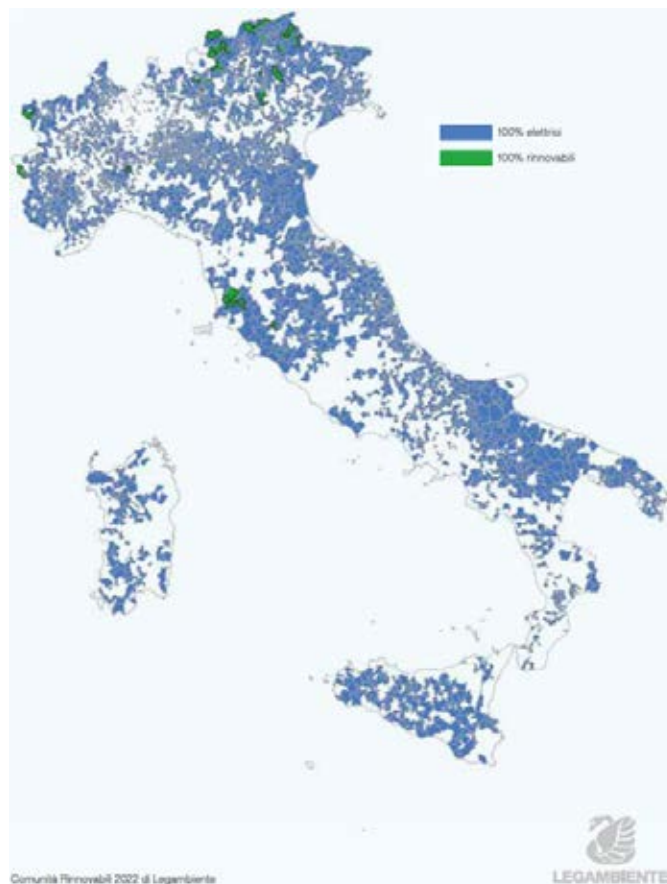 100% elettrici
100% rinnovabili
Comunità Rinnovabili 2022 di Legambiente
LEGAMBIENTE